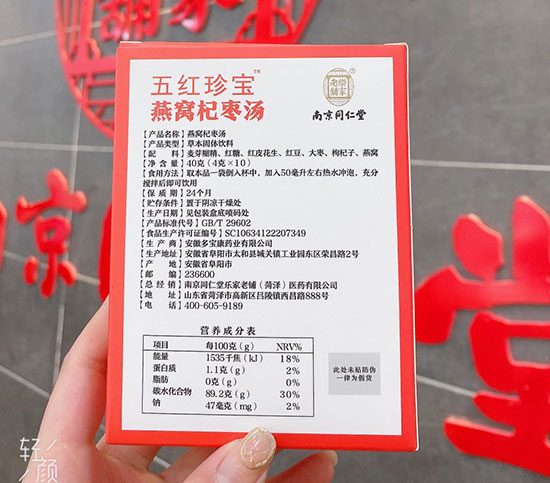 五红珍宝™
燕窝杞枣汤
老舖
樂家
®
南京同仁堂
【产品名称】燕窝杞枣汤
【产品类型】草本固体饮料
【配 料】麦芽糊精、红糖、红皮花生、红豆、大枣、枸杞子、燕窝
【净 含 量】40克（4克×10）
【食用方法】取本品一袋倒入杯中，加入50毫升左右热水冲泡，充分
搅拌后即可饮用
【保 质 期】24个月
【贮存条件】置于阴凉干燥处
【生产日期】见包装盒底喷码处
【产品标准代号】GB/T 29602
【食品生产许可证编号】SC10634122207349
【生 产 商】安徽多宝康药业有限公司
【生产地址】安徽省阜阳市太和县城关镇工业园东区荣昌路2号
【产 地】安徽省阜阳市
【邮 编】236600
【总 经 销】南京同仁堂乐家老铺（菏泽）医药有限公司
【地 址】山东省菏泽市高新区吕陵镇西昌路888号
【电 话】400-605-9189
营养成分表
项目 每100克（g） NRV%
能量 1535千焦（kJ） 18%
蛋白质 1.1克（g） 2%
脂肪 0克（g） 0%
碳水化合物 89.2克（g） 30%
钠 47毫克（mg） 2%
此处未贴防伪
一律为假货
京
堂
轻颜